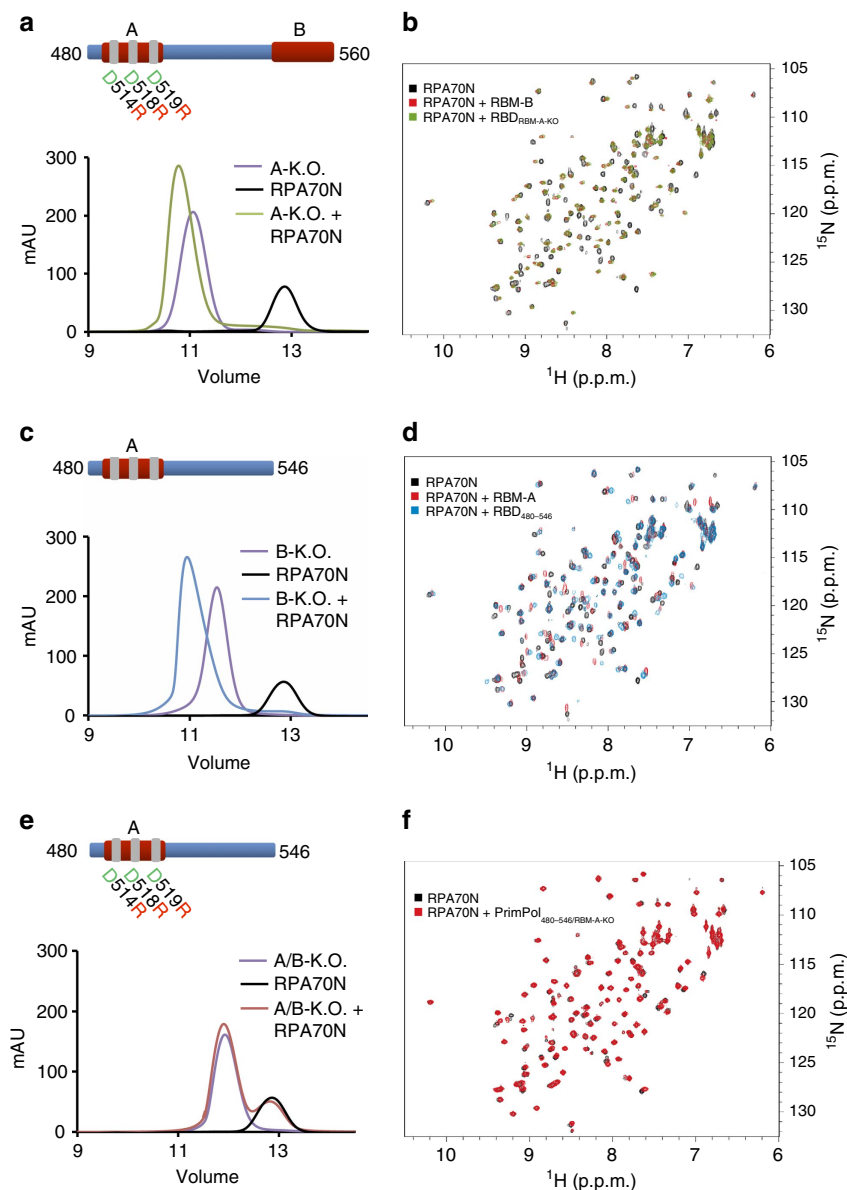 a
A
B
480
560
D514R
D518R
D519R
300
200
100
0
mAU
9
11
13
Volume
A-K.O.
RPA70N
A-K.O. +
RPA70N
b
RPA70N
RPA70N + RBM-B
RPA70N + RBD RBM-A-KO
105
110
115
120
125
130
15N (p.p.m.)
10
9
8
7
6
1H (p.p.m.)
c
A
480
546
300
200
100
0
mAU
9
11
13
Volume
B-K.O.
RPA70N
B-K.O. +
RPA70N
d
RPA70N
RPA70N + RBM-A
RPA70N + RBD480–546
105
110
115
120
125
130
15N (p.p.m.)
10
9
8
7
6
1H (p.p.m.)
e
A
480
546
D514R
D518R
D519R
300
200
100
0
mAU
9
11
13
Volume
A/B-K.O.
RPA70N
A/B-K.O. +
RPA70N
f
RPA70N
RPA70N + PrimPol480–546/RBM-A-KO
105
110
115
120
125
130
15N (p.p.m.)
10
9
8
7
6
1H (p.p.m.)